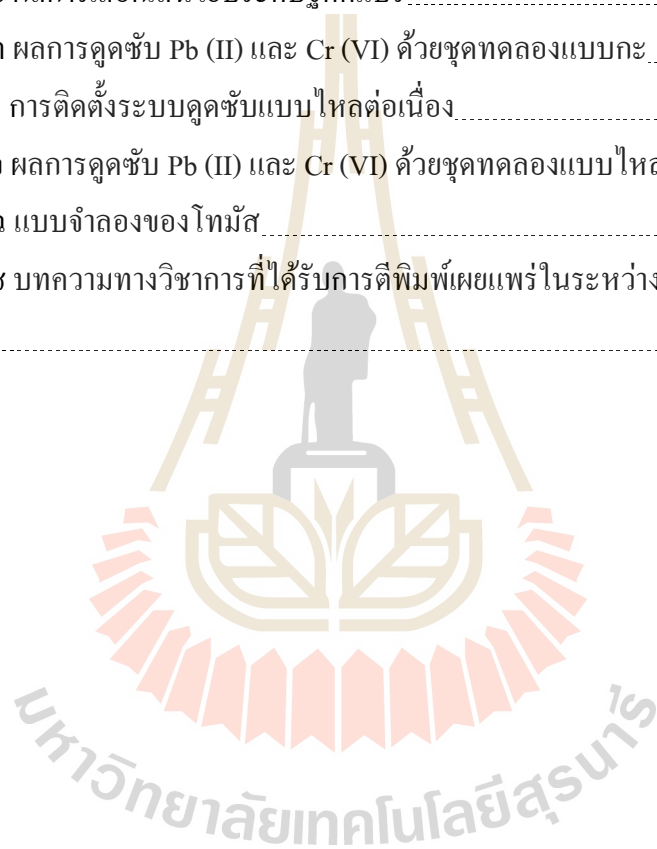 ผลการดูดซับ Pb (II) และ Cr (VI) ด้วยชุดทดลองแบบกะ
การติดตั้งระบบดูดซับแบบไหลต่อเนื่อง
ผลการดูดซับ Pb (II) และ Cr (VI) ด้วยชุดทดลองแบบไหล
แบบจำลองของโทมัส
บทความทางวิชาการที่ได้รับการตีพิมพ์เผยแพร่ในระหว่าง
มหาวิทยาลัยเทคโนโลยีสุรนารี